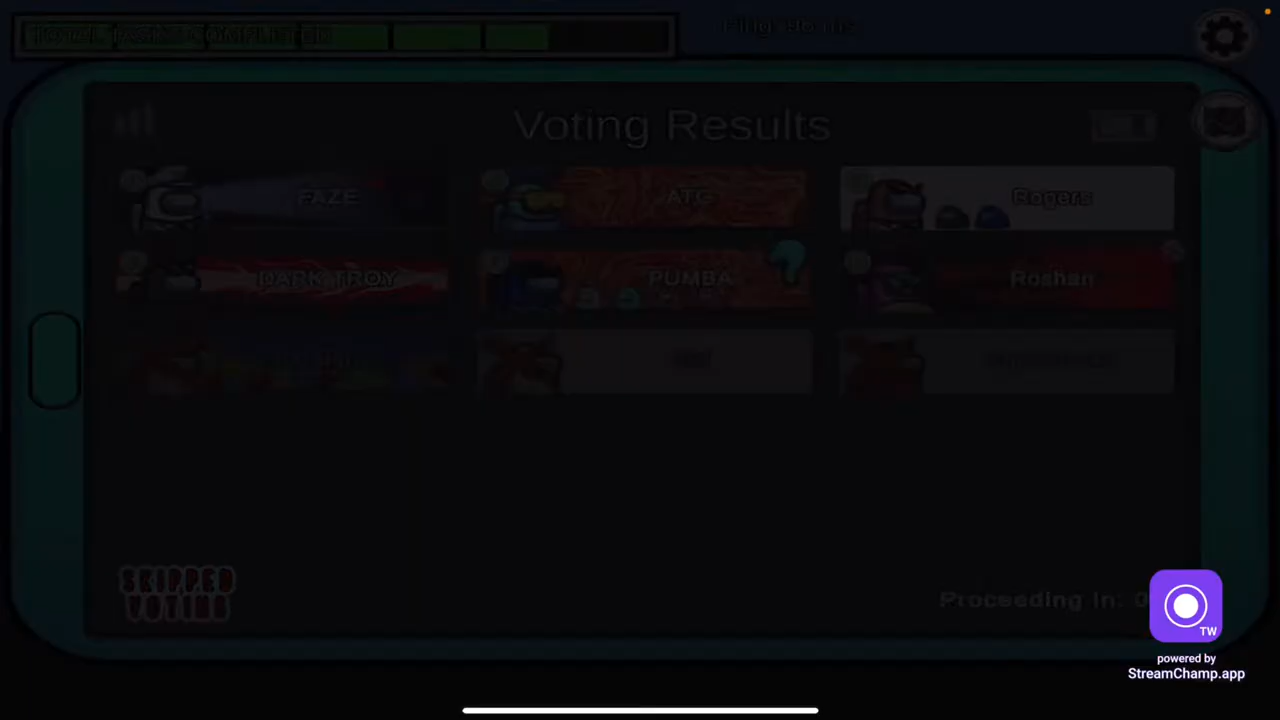 TOTAL TASKS COMPLETED
Voting Results
FAZE
ATG
Rogers
DARK TROY
PUMBA
Roshan
SKIPPED
VOTING
Proceeding In:
TW
powered by
StreamChamp.app